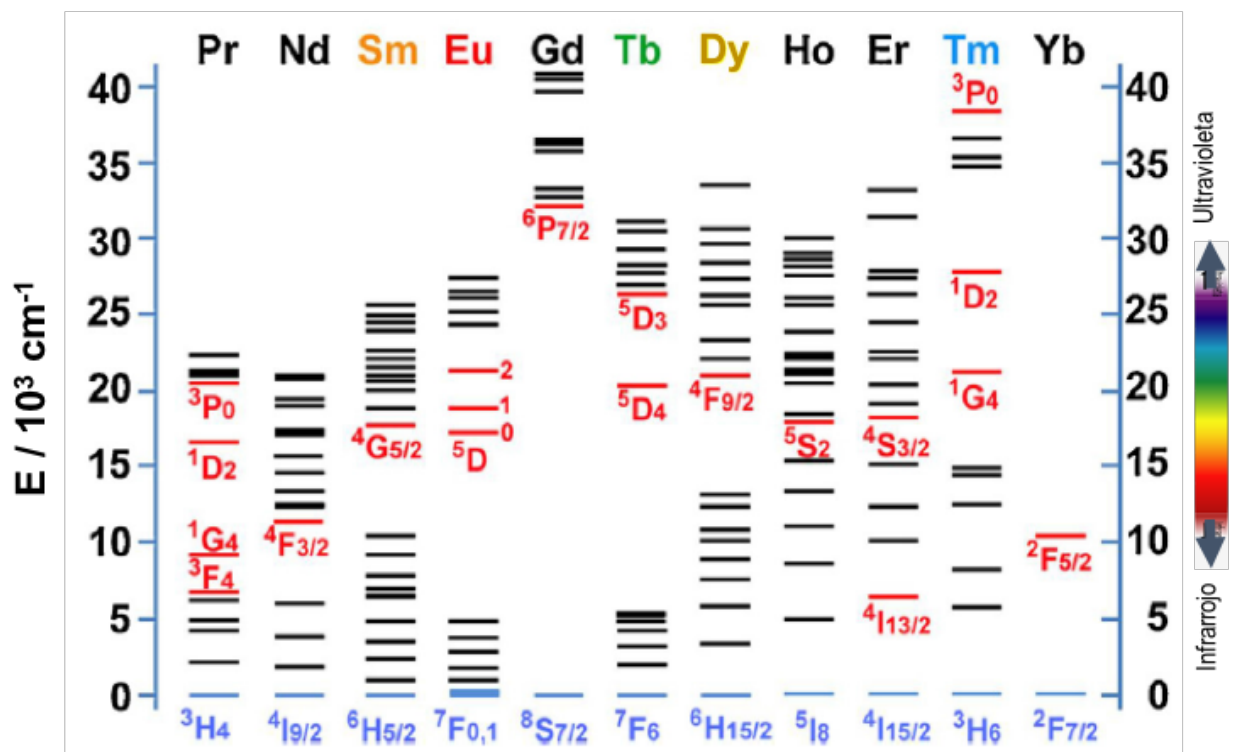 Pr Nd Sm Eu Gd Tb Dy Ho Er Tm Yb
E / 10³ cm⁻¹
40
35
30
25
20
15
10
5
0
³P₀
¹D₂
¹G₄
³F₄
³H₄
⁴F₃/₂
⁴I₉/₂
⁴G₅/₂
⁶H₅/₂
2
1
0
⁵D
⁷F₀,₁
⁶P₇/₂
⁸S₇/₂
⁵D₃
⁵D₄
⁷F₆
⁴F₉/₂
⁶H₁₅/₂
⁵S₂
⁵I₈
⁴S₃/₂
⁴I₁₃/₂
⁴I₁₅/₂
³P₀
¹D₂
¹G₄
³H₆
²F₅/₂
²F₇/₂
40
35
30
25
20
15
10
5
0
Ultravioleta
Infrarrojo